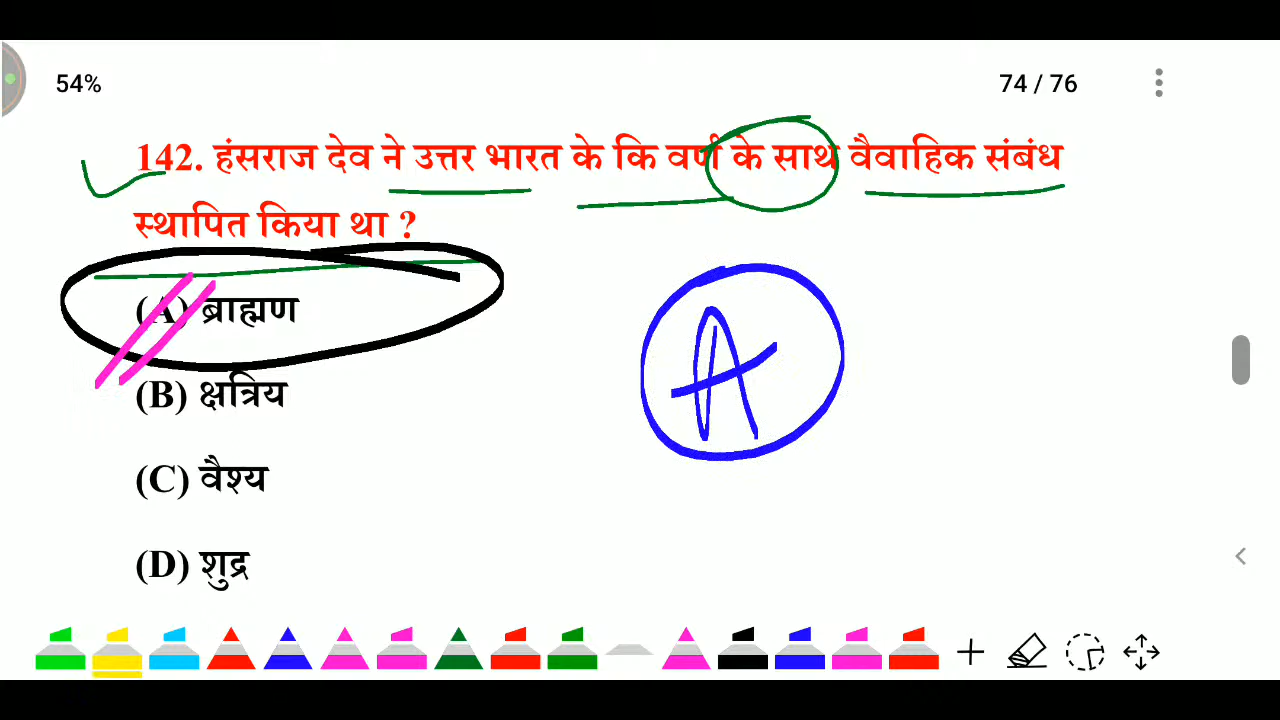 54%
74 / 76
142. हंसराज देव ने उत्तर भारत के कि वर्ण के साथ वैवाहिक संबंध
स्थापित किया था ?
(A) ब्राह्मण
A
(B) क्षत्रिय
(C) वैश्य
(D) शुद्र